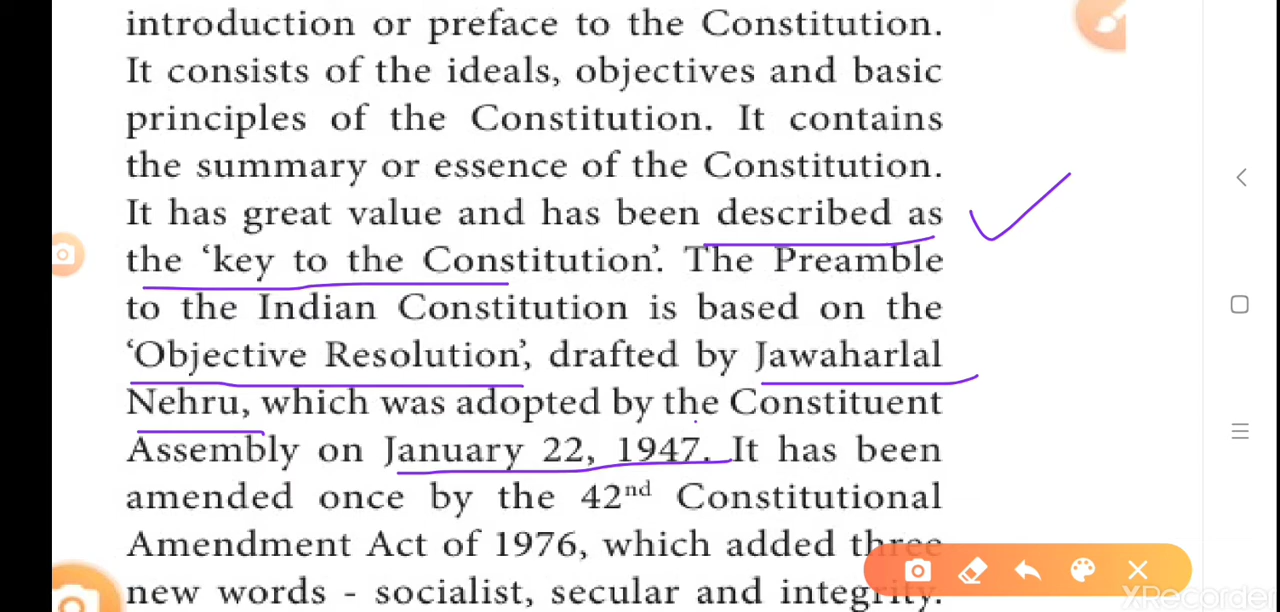 introduction or preface to the Constitution.
It consists of the ideals, objectives and basic
principles of the Constitution. It contains
the summary or essence of the Constitution.
It has great value and has been described as
the ‘key to the Constitution’. The Preamble
to the Indian Constitution is based on the
‘Objective Resolution’, drafted by Jawaharlal
Nehru, which was adopted by the Constituent
Assembly on January 22, 1947. It has been
amended once by the 42nd Constitutional
Amendment Act of 1976, which added three
new words - socialist, secular and integrity.
XRecorder